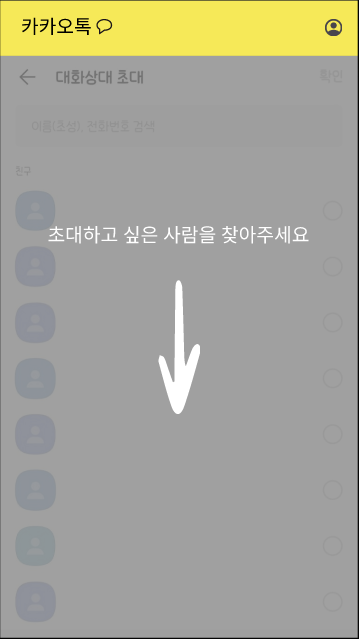 카카오톡
대화상대 초대 확인
이름(초성), 전화번호 검색
친구
초대하고 싶은 사람을 찾아주세요